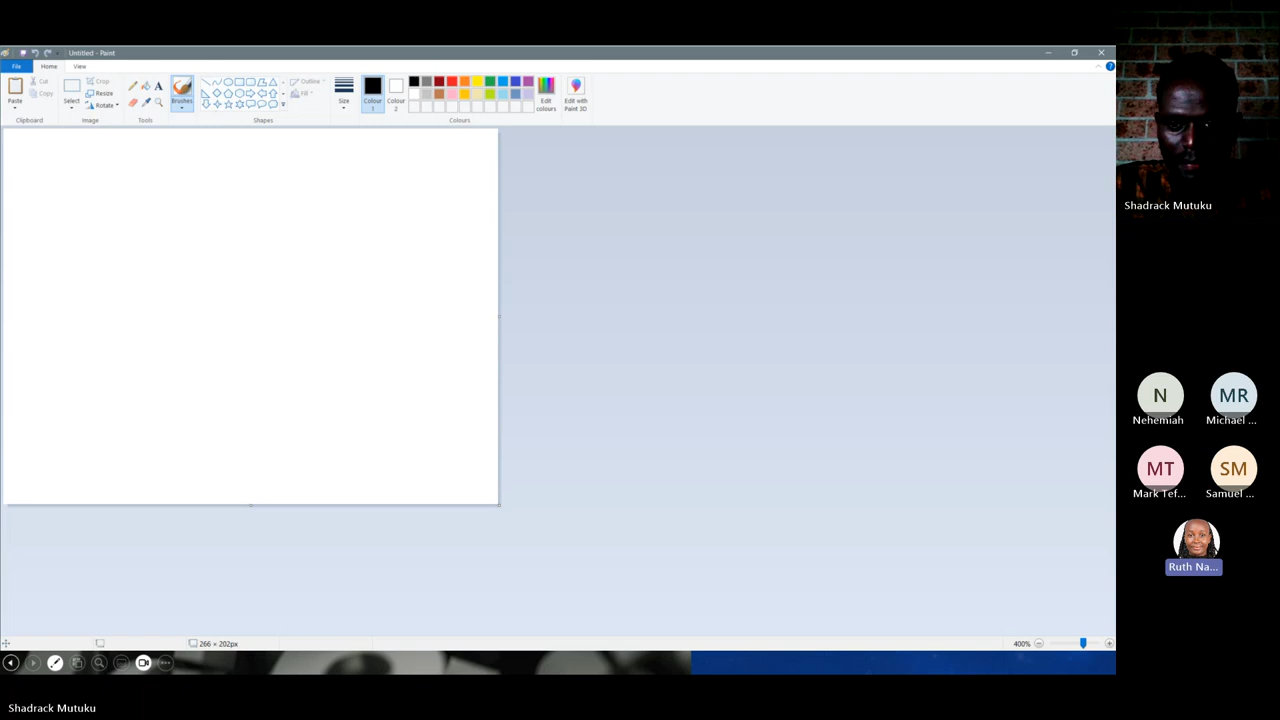 Untitled - Paint
File Home View
Paste
Cut
Copy
Clipboard
Select
Crop
Resize
Rotate
Image
A
Tools
Brushes
Outline
Fill
Shapes
Size
Colour 1
Colour 2
Edit colours
Colours
Edit with Paint 3D
266 × 202px
400%
Shadrack Mutuku
N
Nehemiah
MR
Michael ...
MT
Mark Tef...
SM
Samuel ...
Ruth Na...
Shadrack Mutuku